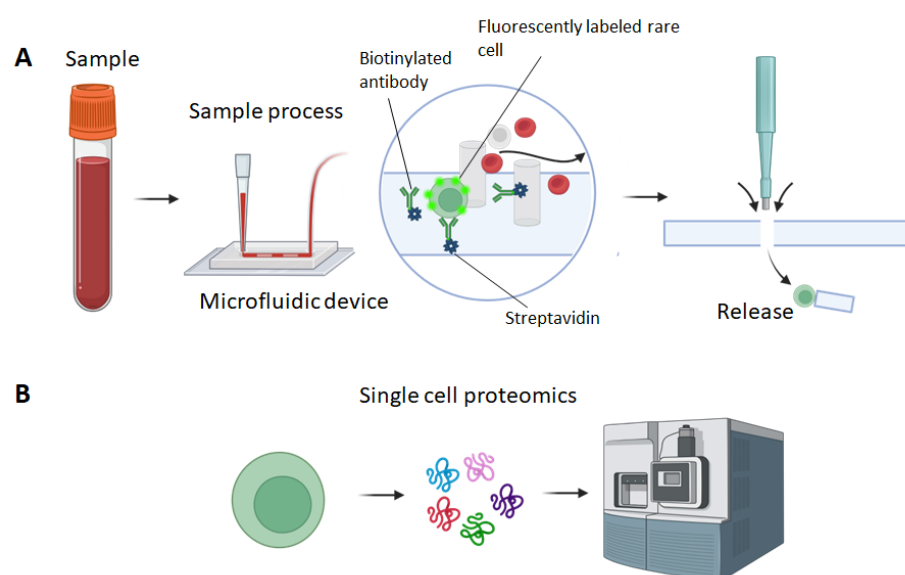 A
Sample
Sample process
Microfluidic device
Biotinylated
antibody
Fluorescently labeled rare
cell
Streptavidin
Release
B
Single cell proteomics